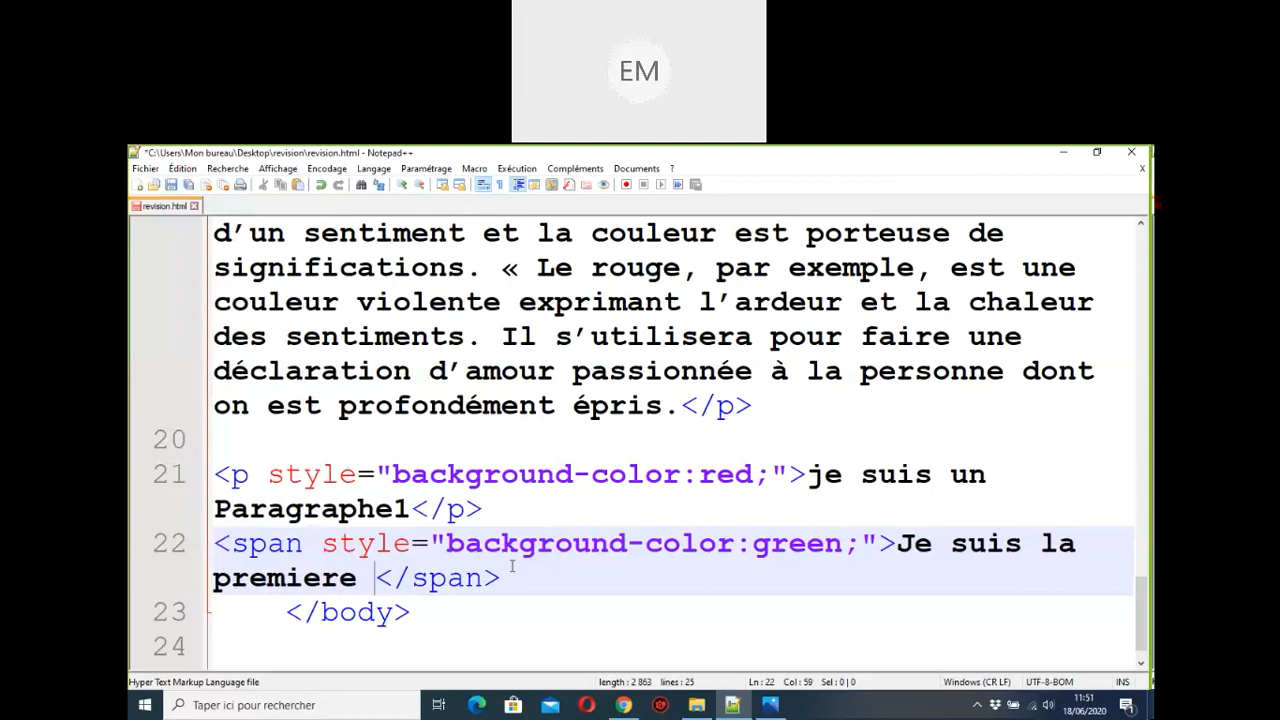 EM
*C:\Users\Mon bureau\Desktop\revision\revision.html - Notepad++
Fichier Édition Recherche Affichage Encodage Langage Paramétrage Macro Exécution Compléments Documents ? X
revision.html
d’un sentiment et la couleur est porteuse de
significations. « Le rouge, par exemple, est une
couleur violente exprimant l’ardeur et la chaleur
des sentiments. Il s’utilisera pour faire une
déclaration d’amour passionnée à la personne dont
on est profondément épris.</p>
20
21 <p style="background-color:red;">je suis un
Paragraphe1</p>
22 <span style="background-color:green;">Je suis la
premiere </span>
23 </body>
24
Hyper Text Markup Language file length : 2 863 lines : 25 Ln : 22 Col : 59 Sel : 0 | 0 Windows (CR LF) UTF-8-BOM INS
Taper ici pour rechercher
11:51
18/06/2020